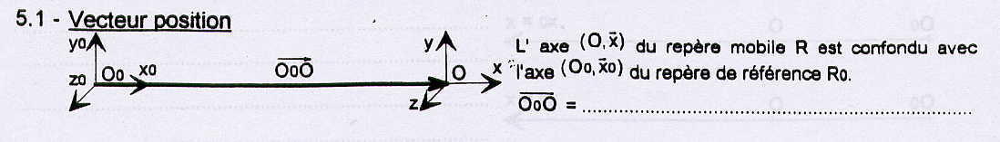 5.1 - Vecteur position
y0
z0
O0
x0
O0O
y
z
O
x
L' axe (O,x⃗) du repère mobile R est confondu avec
l'axe (O0,x⃗0) du repère de référence R0.
O0O = ..............................................................